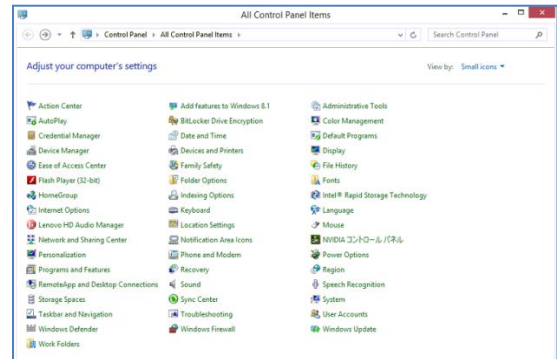 All Control Panel Items
Control Panel All Control Panel Items Search Control Panel
Adjust your computer's settings View by: Small icons
Action Center Add features to Windows 8.1 Administrative Tools
AutoPlay BitLocker Drive Encryption Color Management
Credential Manager Date and Time Default Programs
Device Manager Devices and Printers Display
Ease of Access Center Family Safety File History
Flash Player (32-bit) Folder Options Fonts
HomeGroup Indexing Options Intel® Rapid Storage Technology
Internet Options Keyboard Language
Lenovo HD Audio Manager Location Settings Mouse
Network and Sharing Center Notification Area Icons NVIDIA コントロール パネル
Personalization Phone and Modem Power Options
Programs and Features Recovery Region
RemoteApp and Desktop Connections Sound Speech Recognition
Storage Spaces Sync Center System
Taskbar and Navigation Troubleshooting User Accounts
Windows Defender Windows Firewall Windows Update
Work Folders